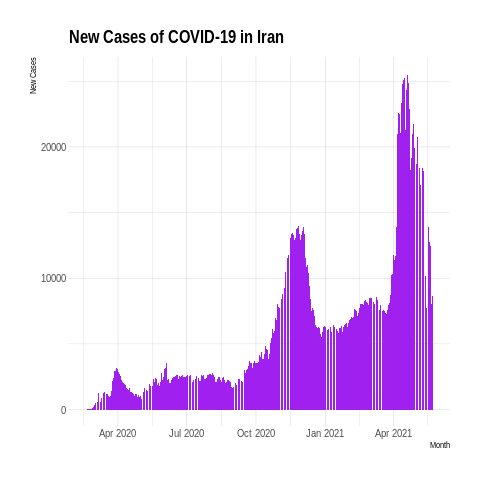 New Cases of COVID-19 in Iran
New Cases
20000
10000
0
Apr 2020 Jul 2020 Oct 2020 Jan 2021 Apr 2021
Month